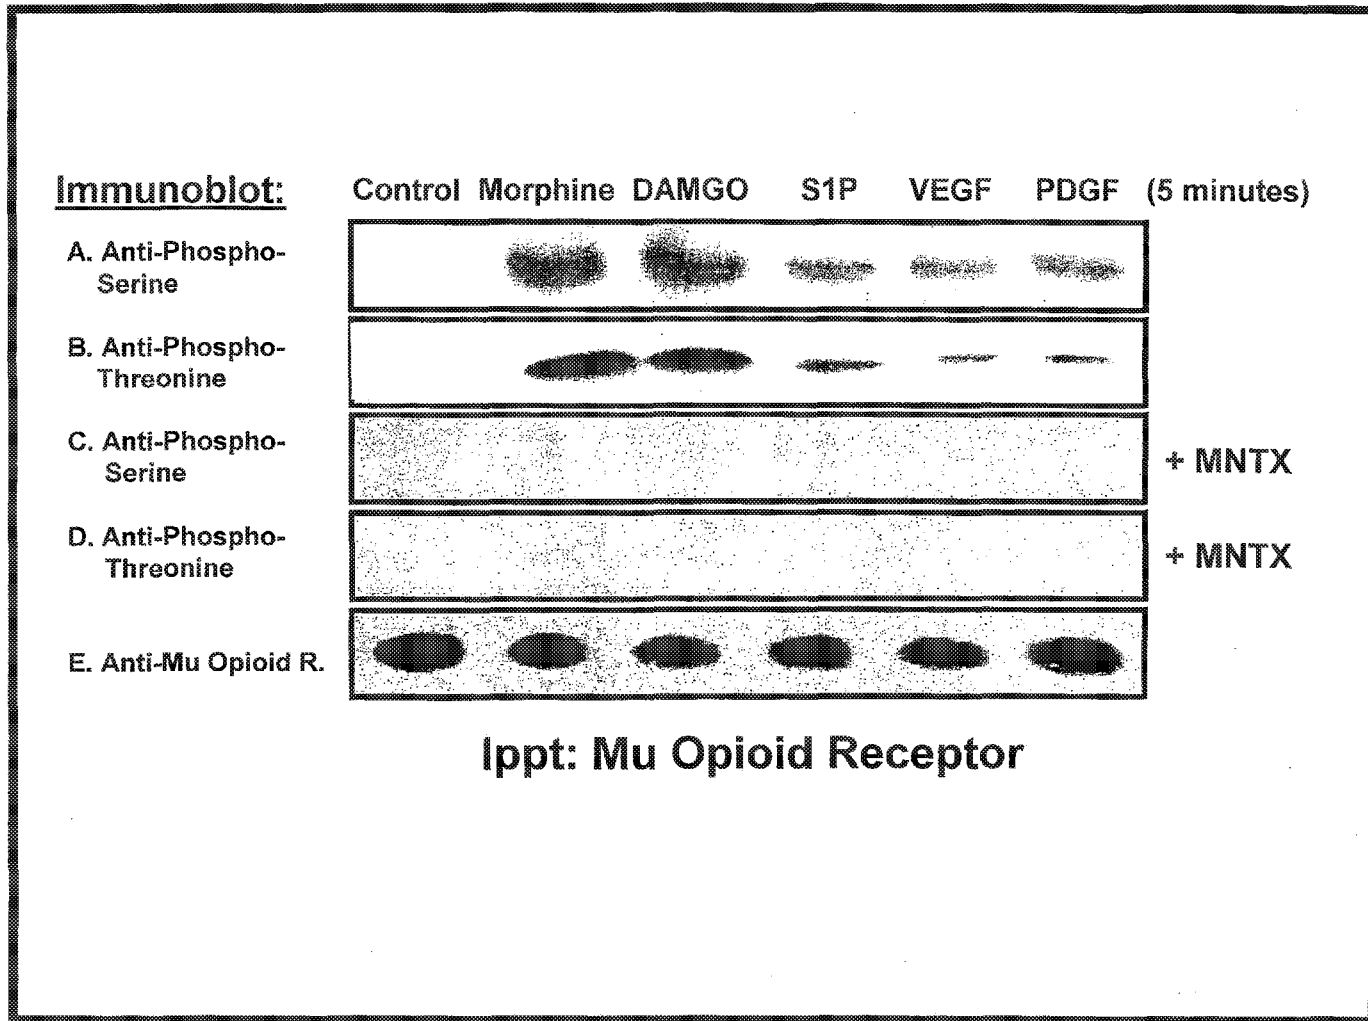 Immunoblot: Control Morphine DAMGO S1P VEGF PDGF (5 minutes)
A. Anti-Phospho-
Serine
B. Anti-Phospho-
Threonine
C. Anti-Phospho-
Serine
+ MNTX
D. Anti-Phospho-
Threonine
+ MNTX
E. Anti-Mu Opioid R.
Ippt: Mu Opioid Receptor